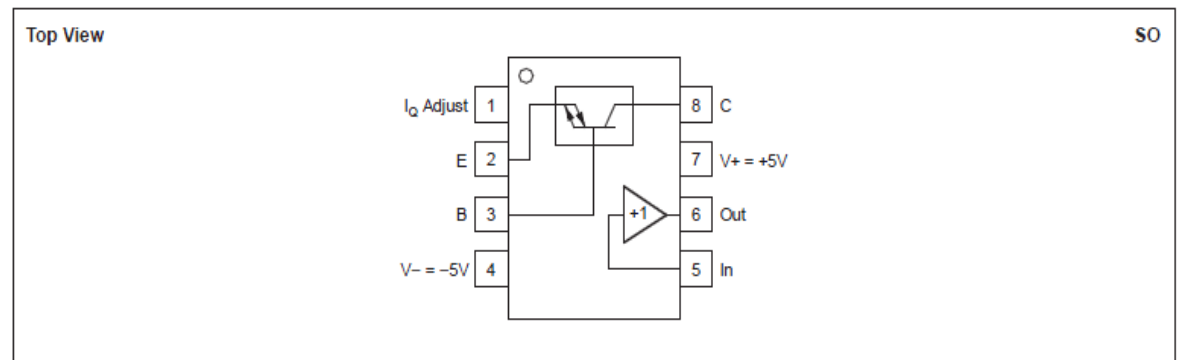 Top View SO
I_Q Adjust 1 8 C
E 2 7 V+ = +5V
B 3 +1 6 Out
V– = –5V 4 5 In